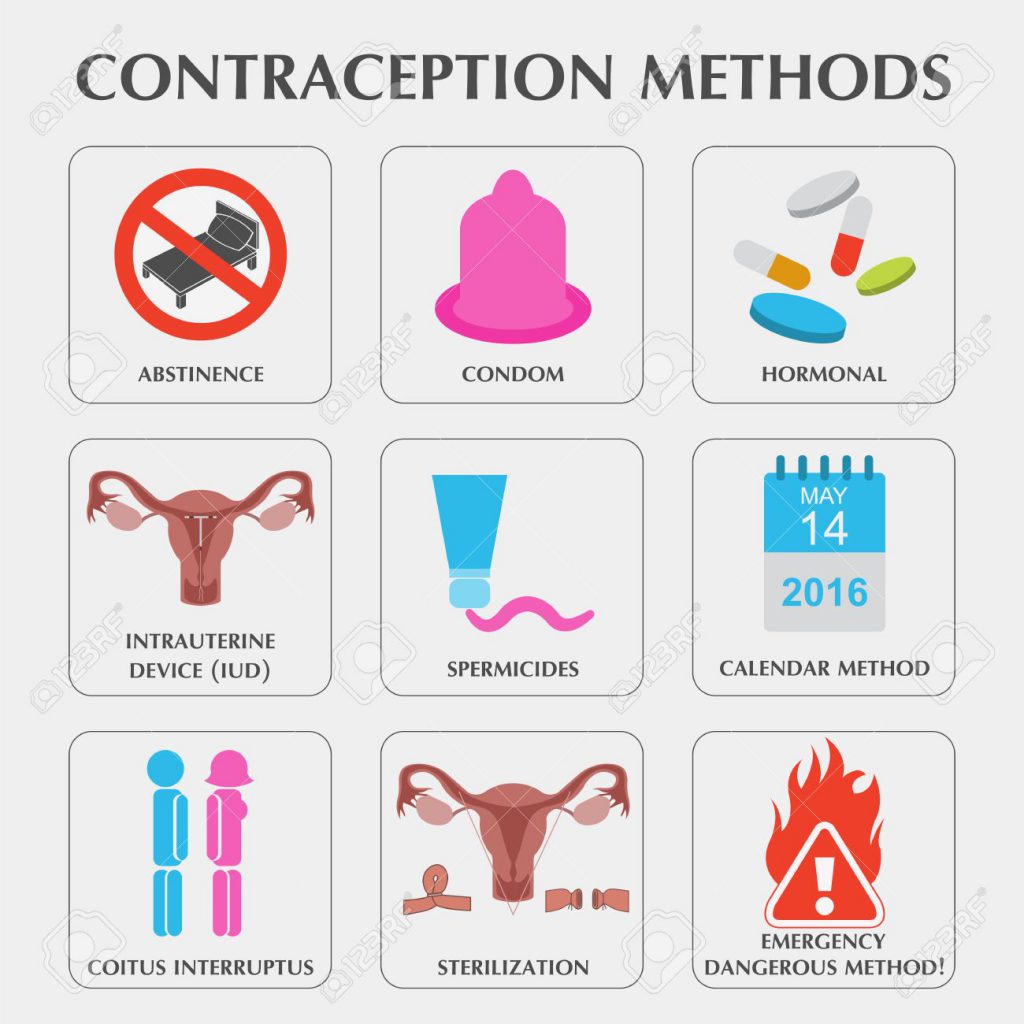 CONTRACEPTION METHODS
ABSTINENCE
CONDOM
HORMONAL
INTRAUTERINE
DEVICE (IUD)
SPERMICIDES
MAY
14
2016
CALENDAR METHOD
COITUS INTERRUPTUS
STERILIZATION
!
EMERGENCY
DANGEROUS METHOD!
123RF